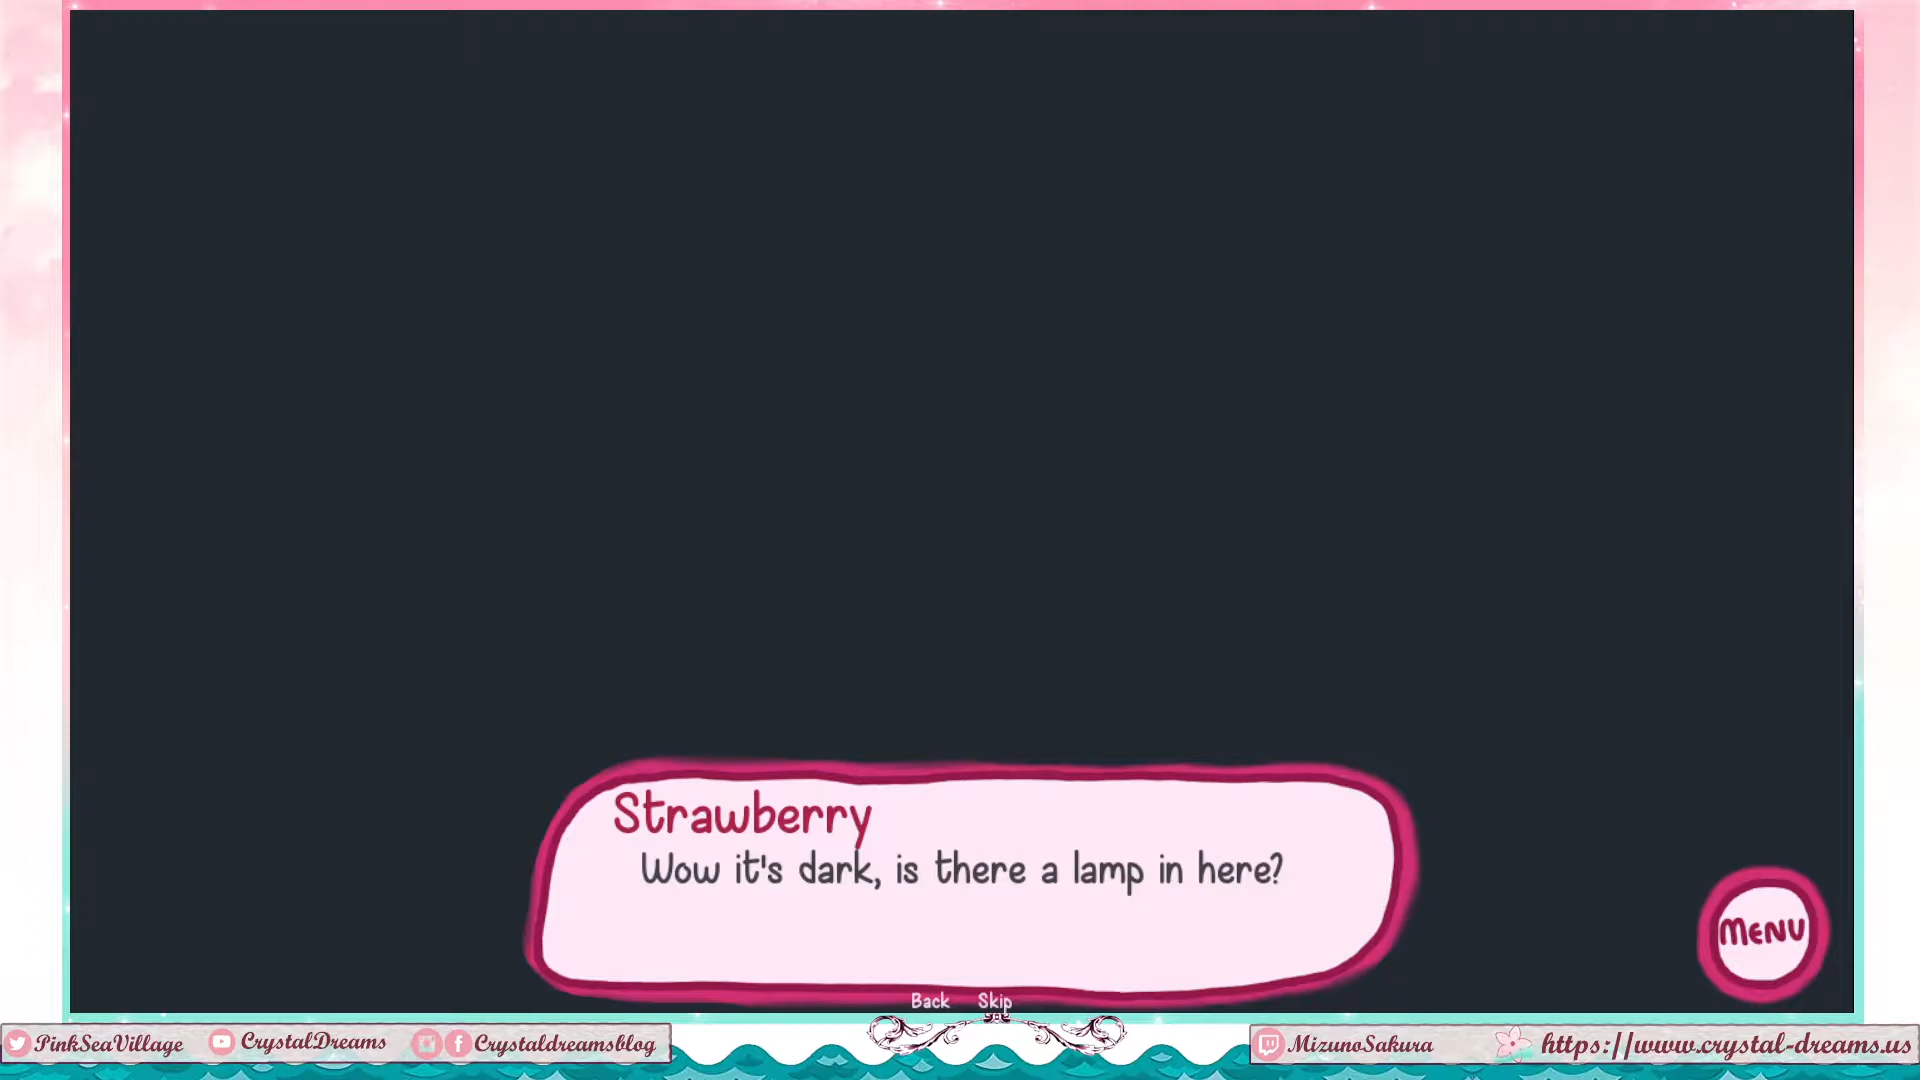 Strawberry
Wow it's dark, is there a lamp in here?
MENU
Back Skip
PinkSeaVillage CrystalDreams Crystaldreamsblog MizunoSakura https://www.crystal-dreams.us